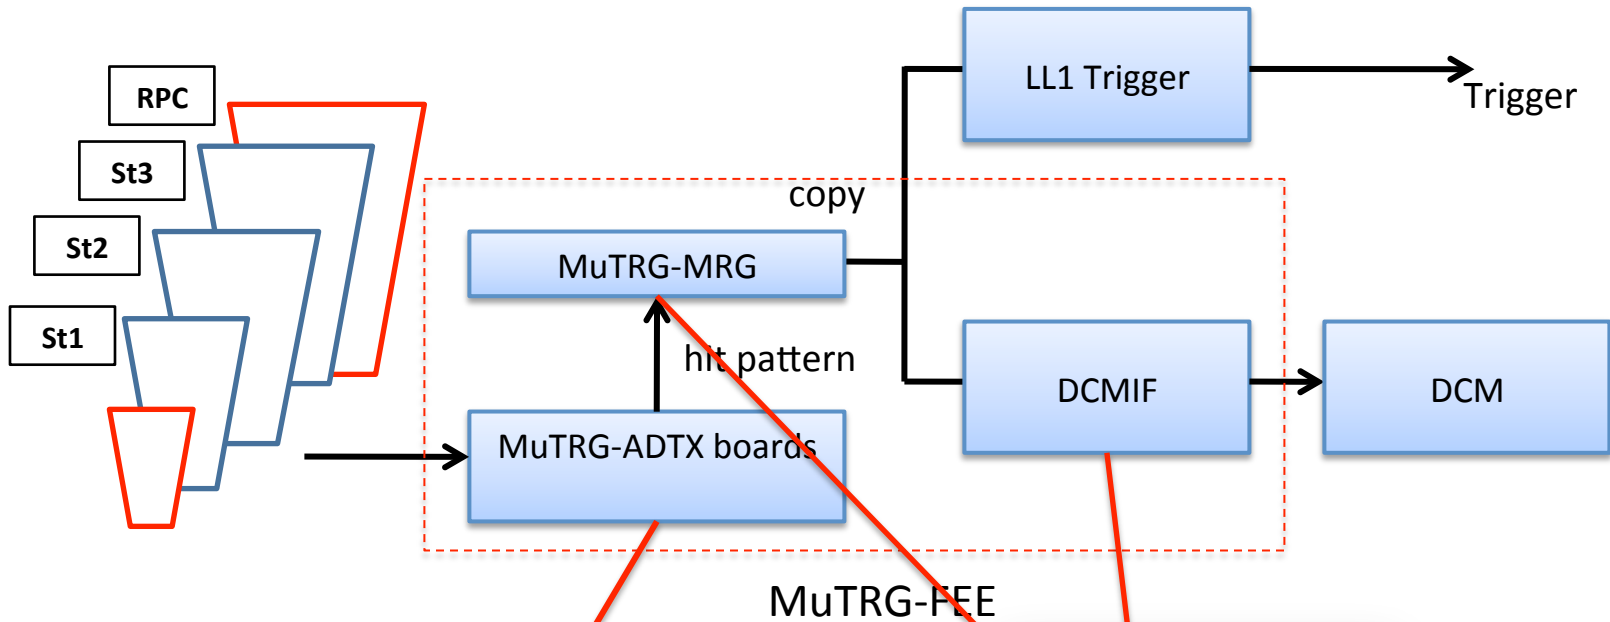 RPC
St3
St2
St1
LL1 Trigger
Trigger
copy
MuTRG-MRG
hit pattern
MuTRG-ADTX boards
DCMIF
DCM
MuTRG-FEE